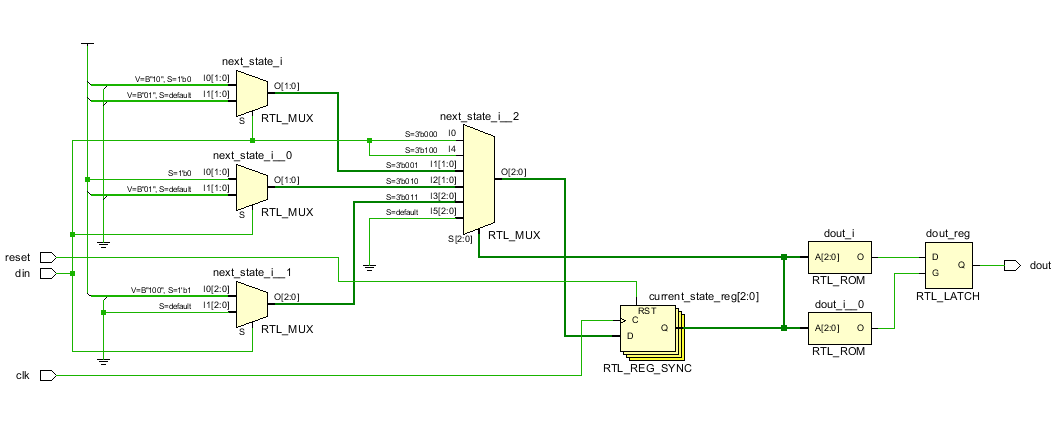 next_state_i
V=B"10", S=1'b0 I0[1:0]
V=B"01", S=default I1[1:0]
O[1:0]
S
RTL_MUX
next_state_i__2
S=3'b000 I0
S=3'b100 I4
S=3'b001 I1[1:0]
S=3'b010 I2[1:0]
S=3'b011 I3[2:0]
S=default I5[2:0]
O[2:0]
S[2:0]
RTL_MUX
next_state_i__0
S=1'b0 I0[1:0]
V=B"01", S=default I1[1:0]
O[1:0]
S
RTL_MUX
reset
din
next_state_i__1
V=B"100", S=1'b1 I0[2:0]
S=default I1[2:0]
O[2:0]
S
RTL_MUX
clk
current_state_reg[2:0]
RST
C
D
Q
RTL_REG_SYNC
dout_i
A[2:0] O
RTL_ROM
dout_i__0
A[2:0] O
RTL_ROM
dout_reg
D
G
Q
RTL_LATCH
dout